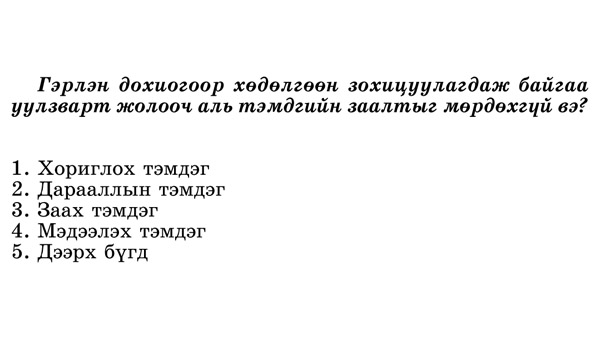 Гэрлэн дохиогоор хөдөлгөөн зохицуулагдаж байгаа
уулзварт жолооч аль тэмдгийн заалтыг мөрдөхгүй вэ?
1. Хориглох тэмдэг
2. Дарааллын тэмдэг
3. Заах тэмдэг
4. Мэдээлэх тэмдэг
5. Дээрх бүгд